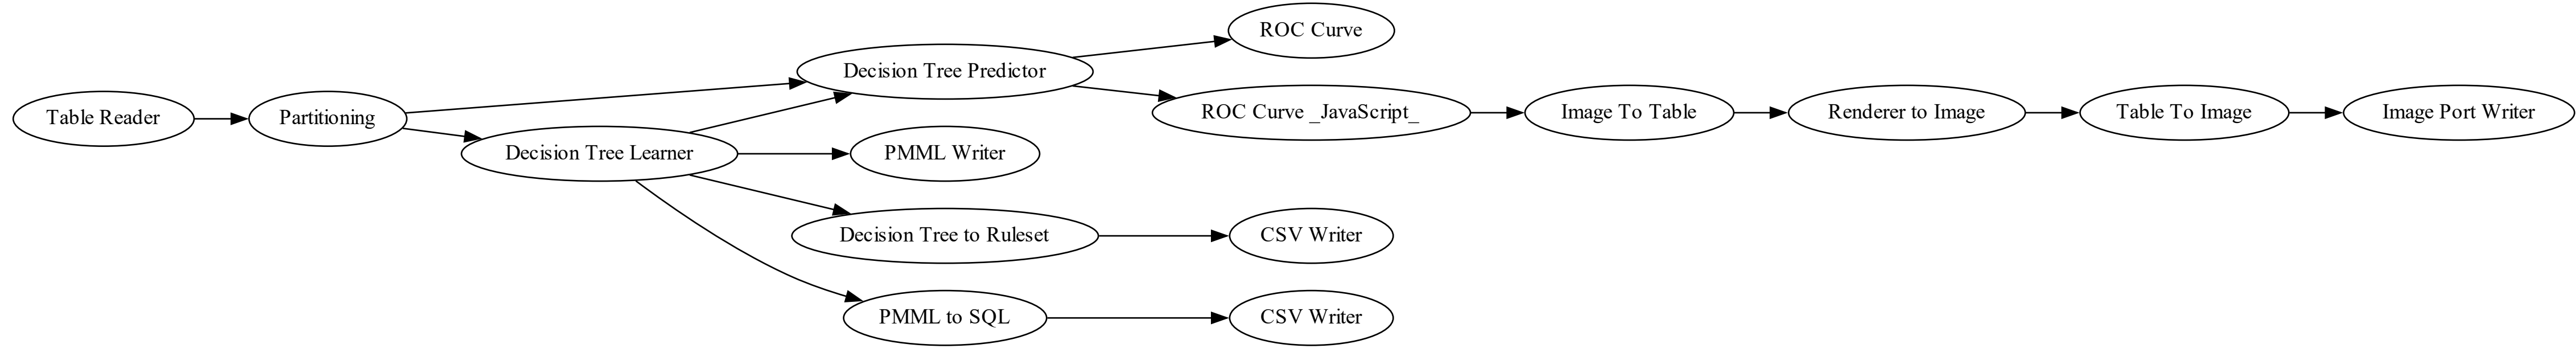 Table Reader
Partitioning
Decision Tree Predictor
Decision Tree Learner
ROC Curve
ROC Curve _JavaScript_
Image To Table
Renderer to Image
Table To Image
Image Port Writer
PMML Writer
Decision Tree to Ruleset
CSV Writer
PMML to SQL
CSV Writer